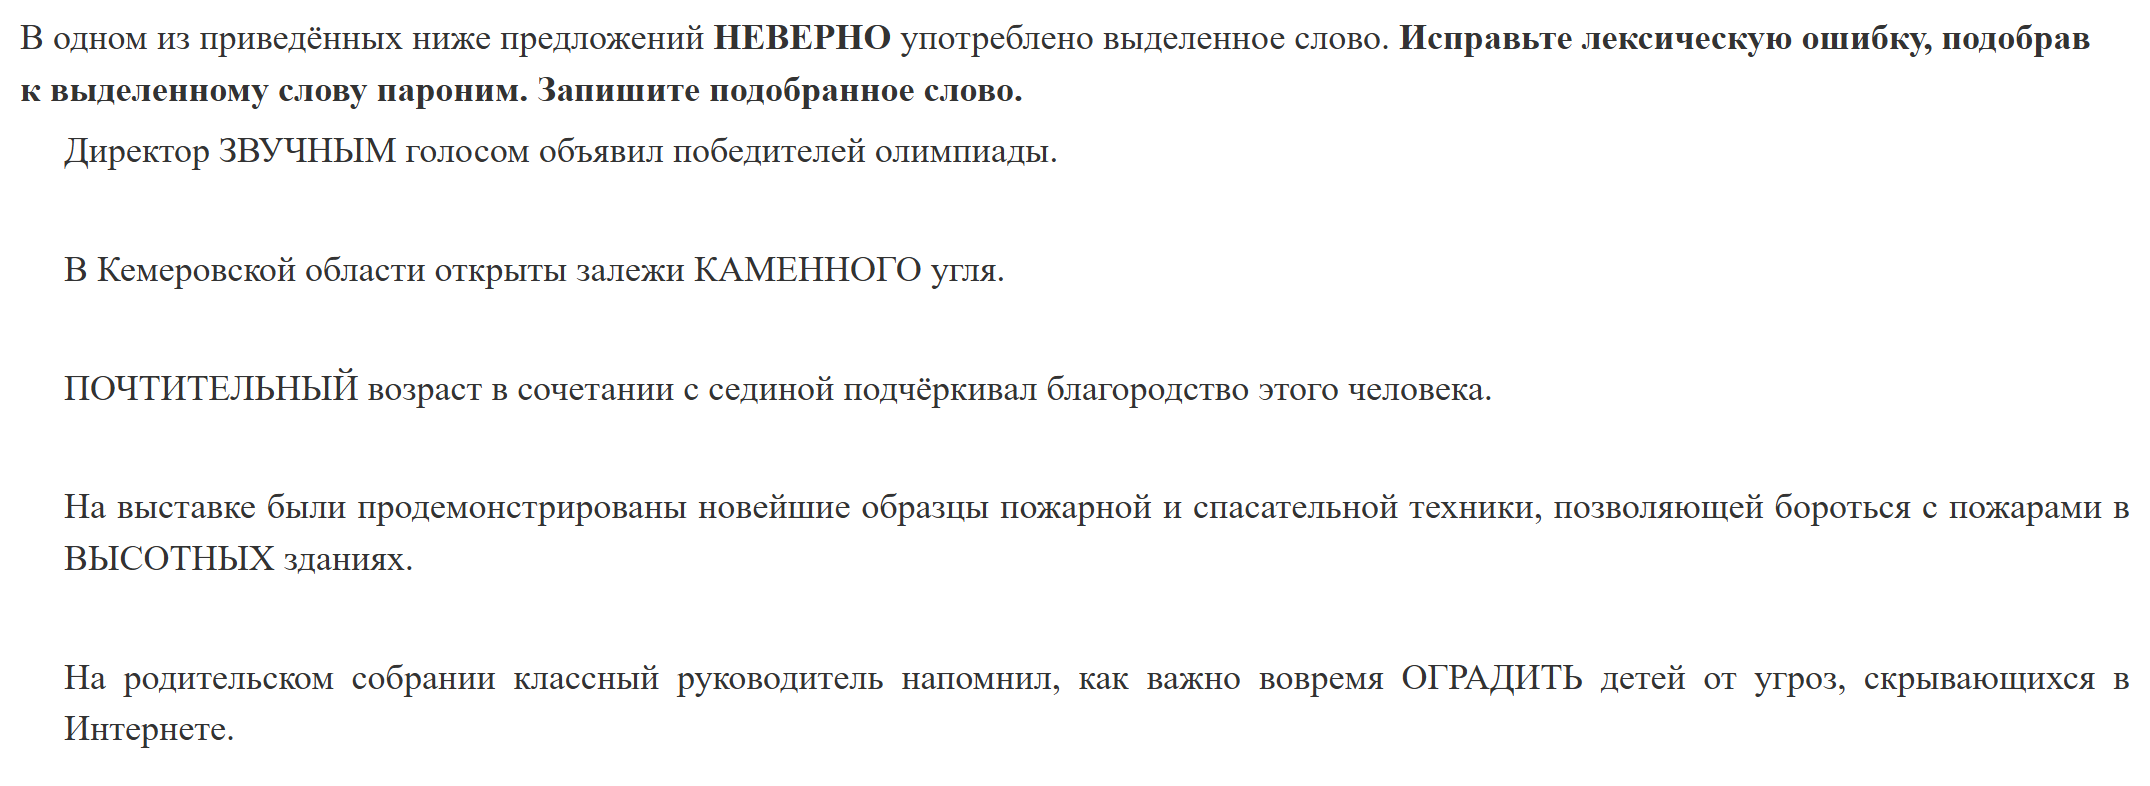 В одном из приведённых ниже предложений НЕВЕРНО употреблено выделенное слово. Исправьте лексическую ошибку, подобрав
к выделенному слову пароним. Запишите подобранное слово.
Директор ЗВУЧНЫМ голосом объявил победителей олимпиады.
В Кемеровской области открыты залежи КАМЕННОГО угля.
ПОЧТИТЕЛЬНЫЙ возраст в сочетании с сединой подчёркивал благородство этого человека.
На выставке были продемонстрированы новейшие образцы пожарной и спасательной техники, позволяющей бороться с пожарами в
ВЫСОТНЫХ зданиях.
На родительском собрании классный руководитель напомнил, как важно вовремя ОГРАДИТЬ детей от угроз, скрывающихся в
Интернете.